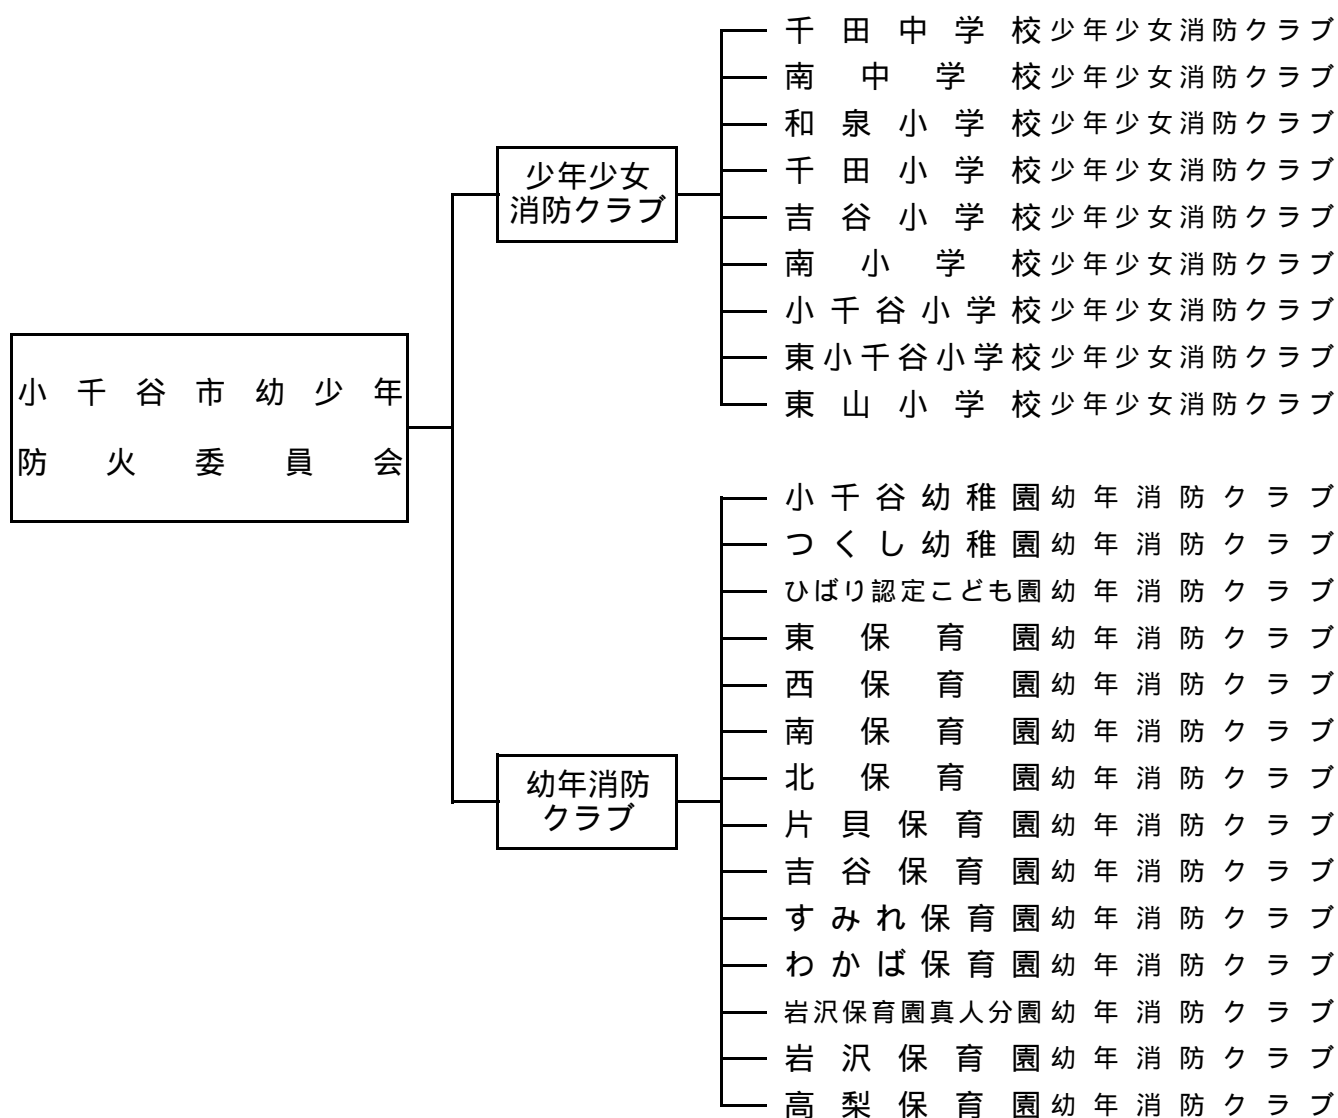 小千谷市幼少年
防火委員会
少年少女
消防クラブ
千田中学校少年少女消防クラブ
南中学校少年少女消防クラブ
和泉小学校少年少女消防クラブ
千田小学校少年少女消防クラブ
吉谷小学校少年少女消防クラブ
南小学校少年少女消防クラブ
小千谷小学校少年少女消防クラブ
東小千谷小学校少年少女消防クラブ
東山小学校少年少女消防クラブ
幼年消防
クラブ
小千谷幼稚園幼年消防クラブ
つくし幼稚園幼年消防クラブ
ひばり認定こども園幼年消防クラブ
東保育園幼年消防クラブ
西保育園幼年消防クラブ
南保育園幼年消防クラブ
北保育園幼年消防クラブ
片貝保育園幼年消防クラブ
吉谷保育園幼年消防クラブ
すみれ保育園幼年消防クラブ
わかば保育園幼年消防クラブ
岩沢保育園真人分園幼年消防クラブ
岩沢保育園幼年消防クラブ
高梨保育園幼年消防クラブ